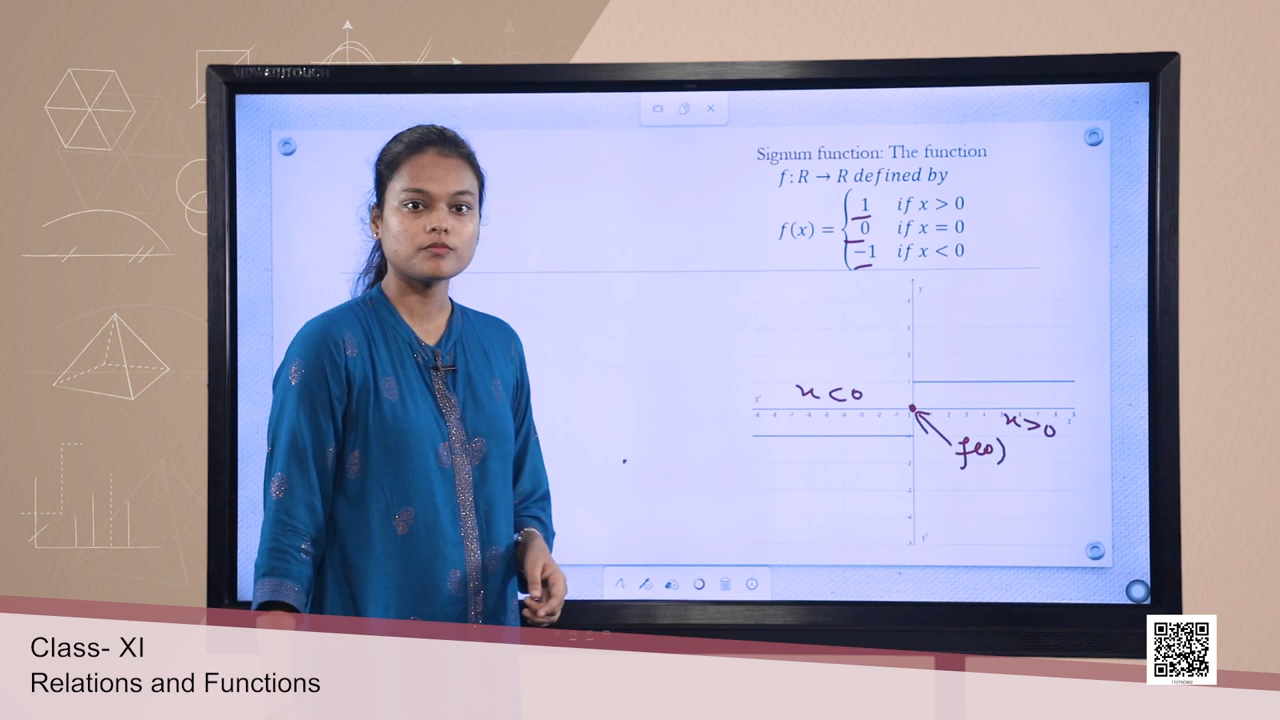 Signum function: The function
f: R → R defined by
f(x) = { 1 if x > 0
0 if x = 0
−1 if x < 0
x < 0
x > 0
f(0)
Class- XI
Relations and Functions